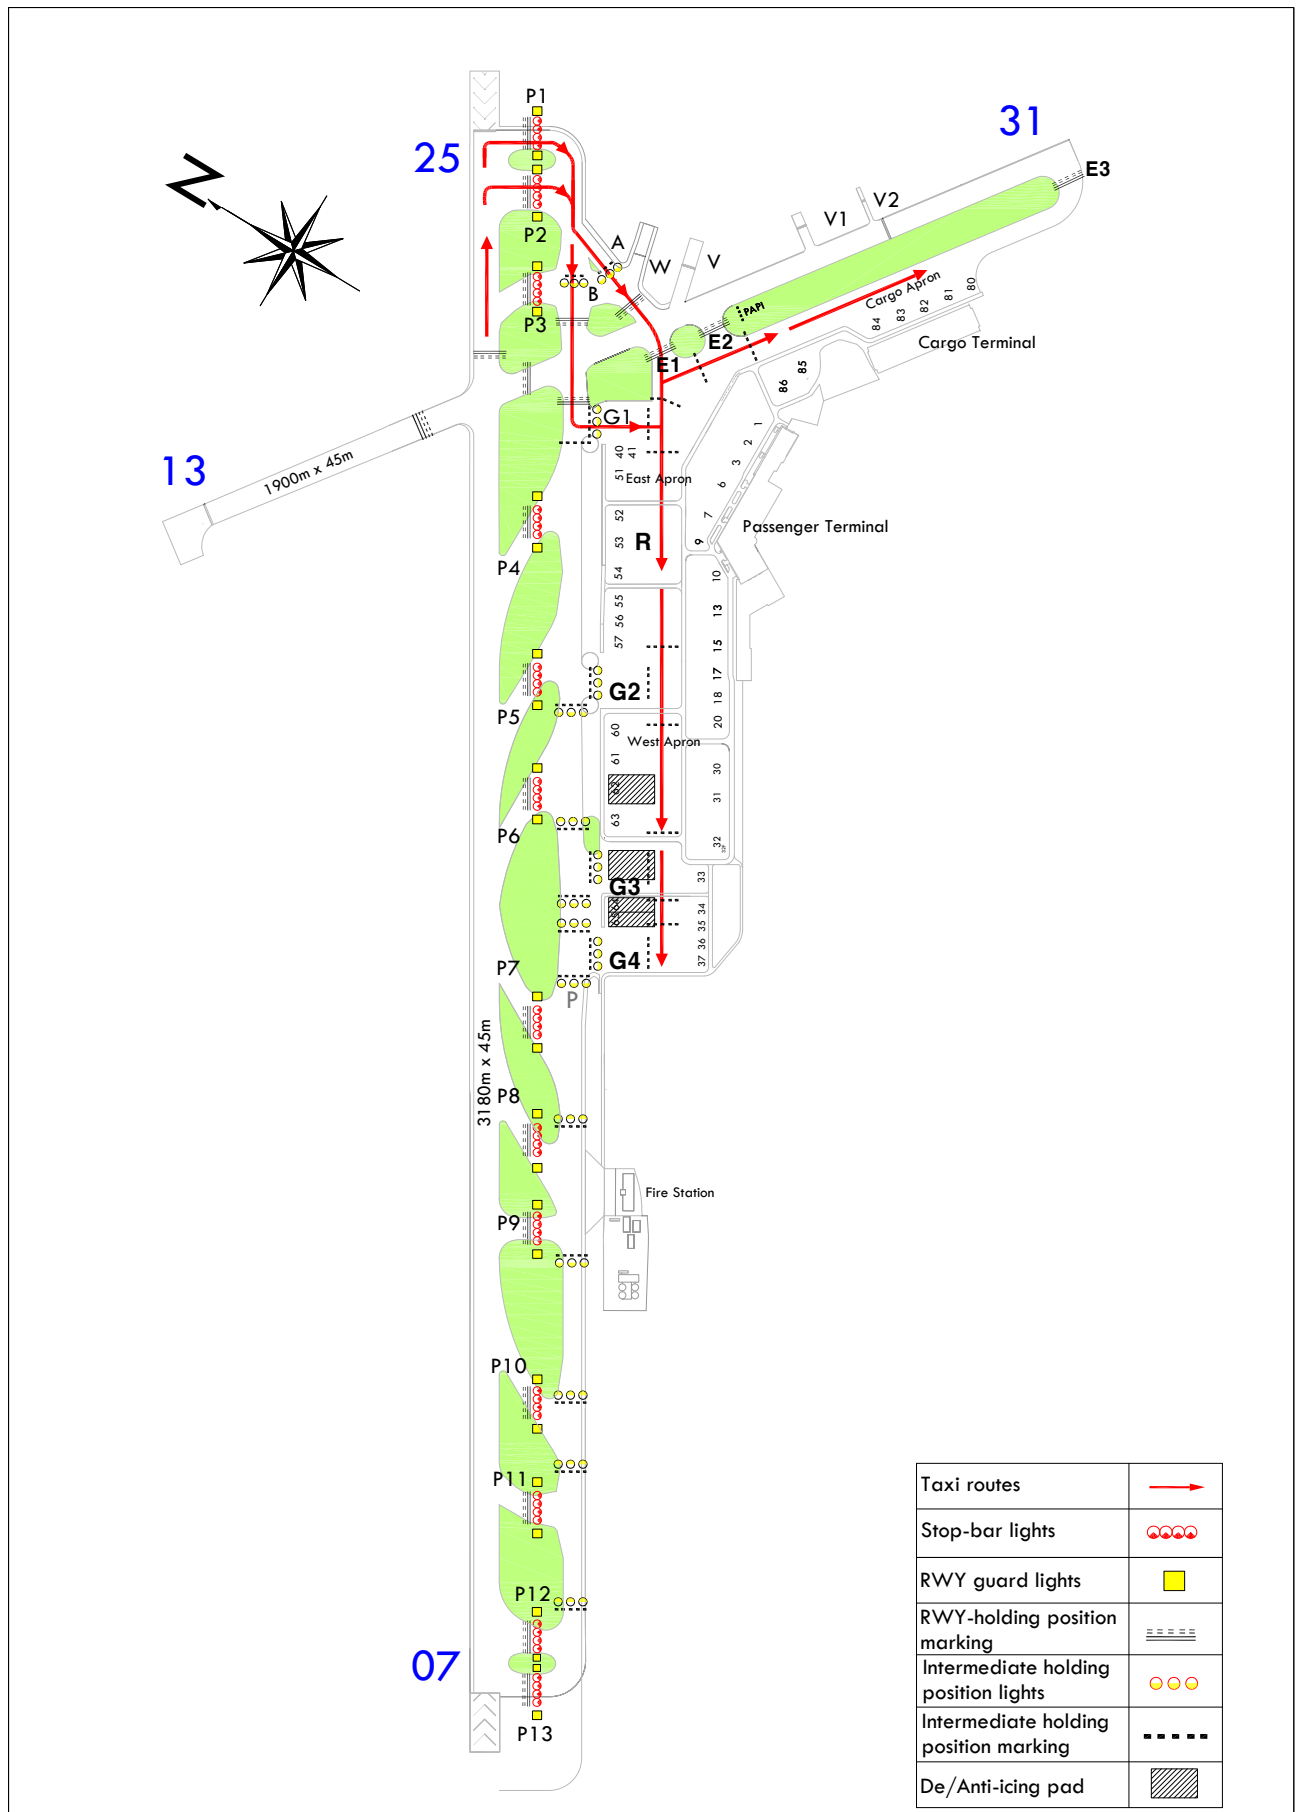 P1
25
31
E3
N
P2
A
W
V
V1
V2
B
P3
PAPI
Cargo Apron
80
81
82
83
84
Cargo Terminal
E1
E2
85
86
G1
13
1900m x 45m
40
41
51
East Apron
1
2
3
6
7
9
Passenger Terminal
52
53
54
R
P4
10
13
15
17
18
20
55
56
57
G2
P5
60
West Apron
61
62
63
30
31
32
P6
G3
33
34
35
36
37
65
G4
P7
P
3180m x 45m
P8
Fire Station
P9
P10
P11
P12
07
P13
Taxi routes
Stop-bar lights
RWY guard lights
RWY-holding position
marking
Intermediate holding
position lights
Intermediate holding
position marking
De/Anti-icing pad